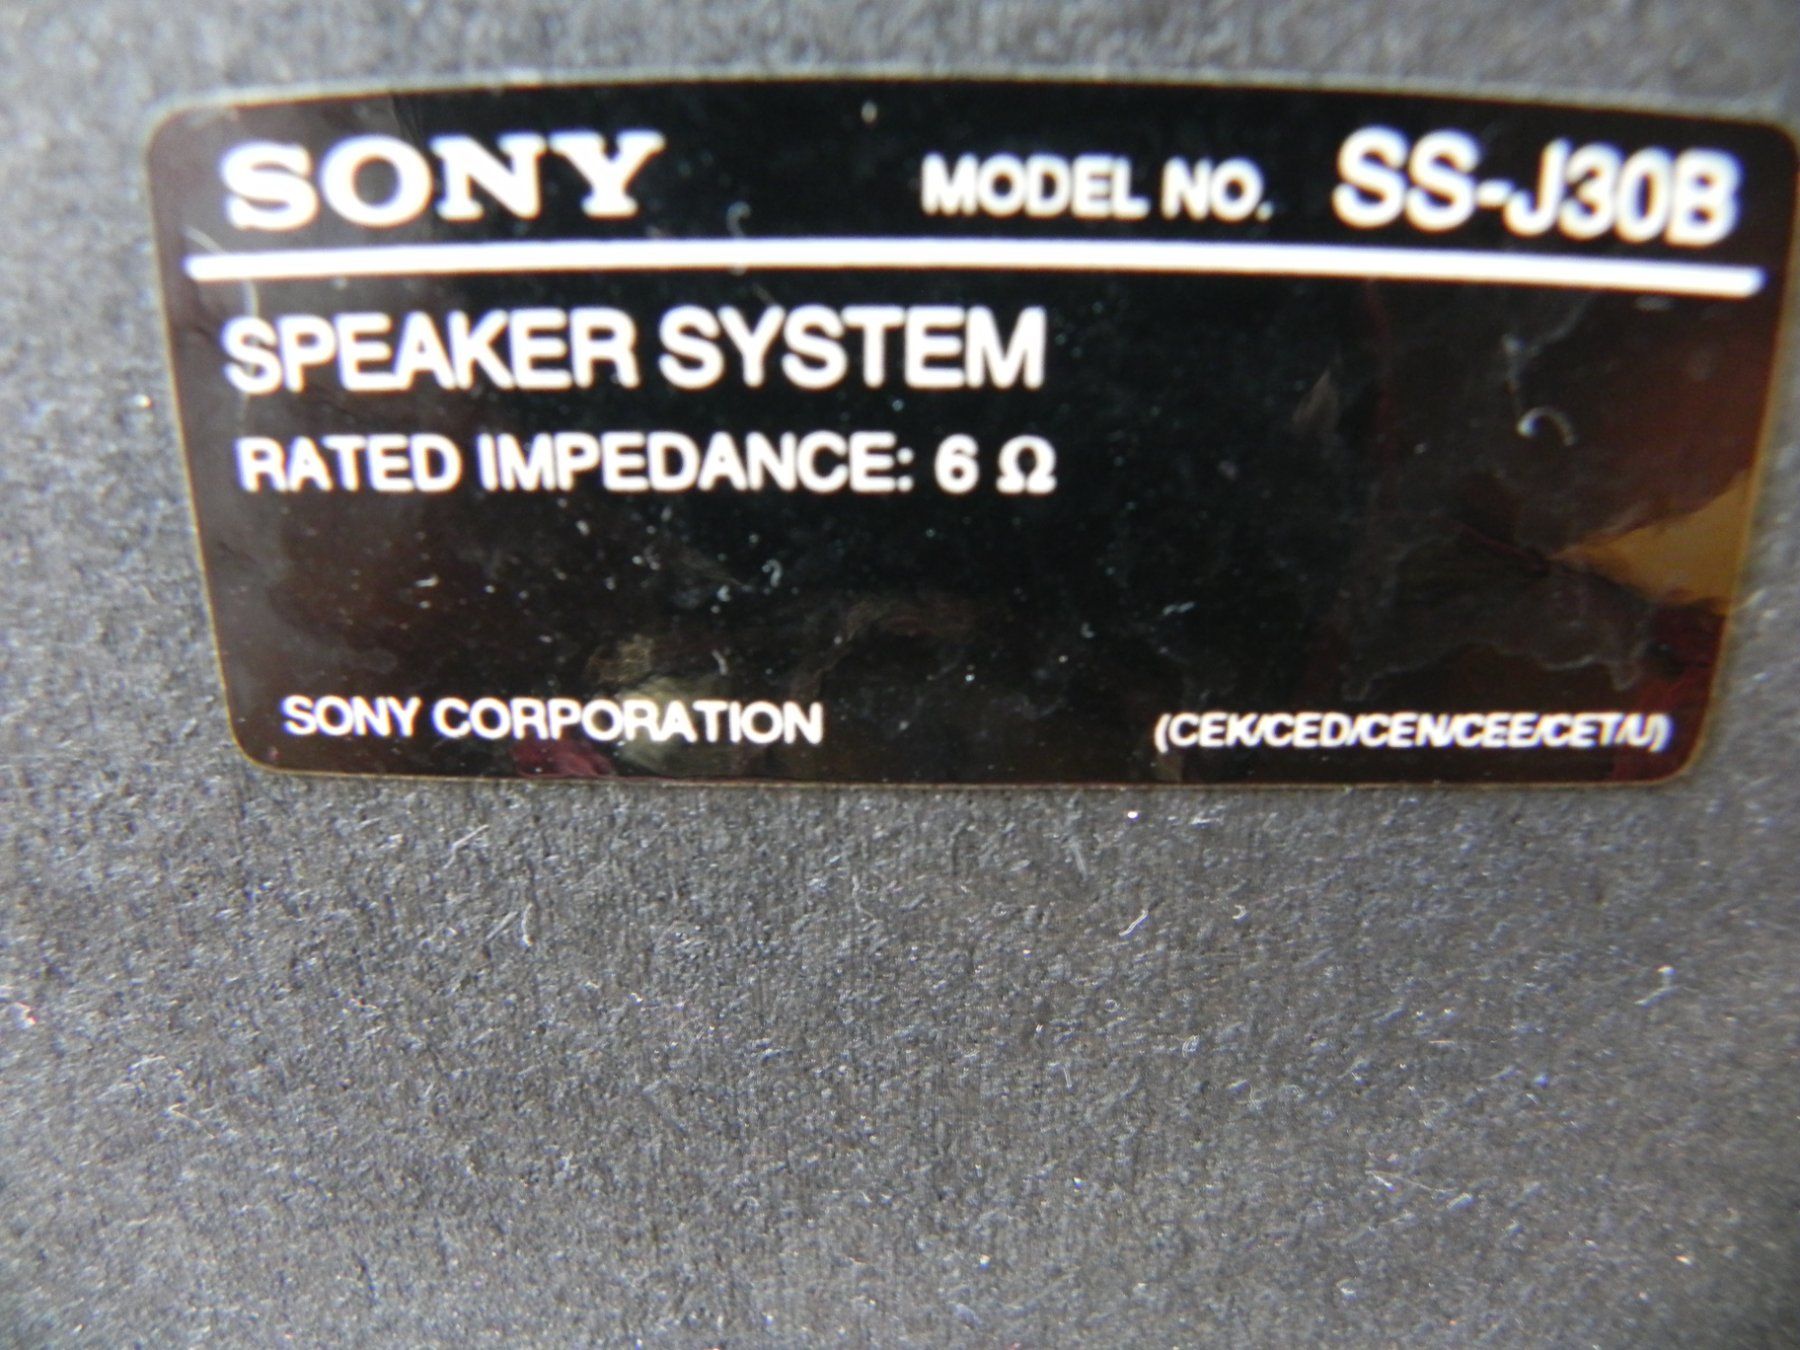 SONY MODEL NO. SS-J30B
SPEAKER SYSTEM
RATED IMPEDANCE: 6 Ω
SONY CORPORATION (CEK/CED/CEN/CEE/CET/U)